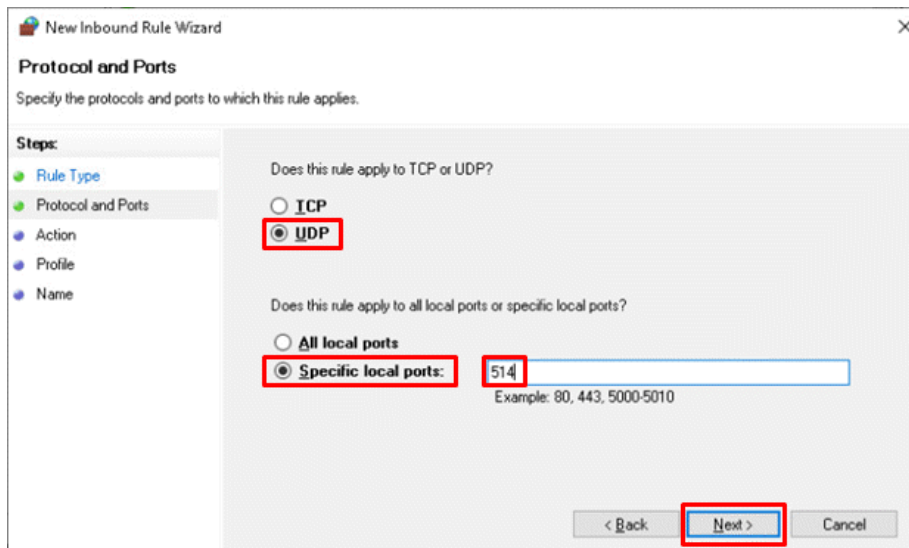 New Inbound Rule Wizard
Protocol and Ports
Specify the protocols and ports to which this rule applies.
Steps:
Rule Type
Protocol and Ports
Action
Profile
Name
Does this rule apply to TCP or UDP?
TCP
UDP
Does this rule apply to all local ports or specific local ports?
All local ports
Specific local ports: 514
Example: 80, 443, 5000-5010
< Back Next > Cancel